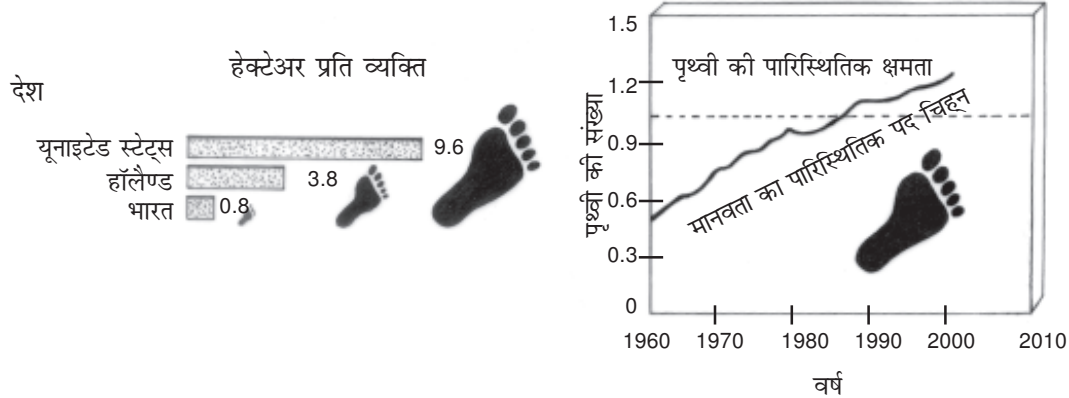 हेक्टेअर प्रति व्यक्ति
देश
यूनाइटेड स्टेट्स 9.6
हॉलैण्ड 3.8
भारत 0.8
पृथ्वी की संख्या
1.5
1.2
0.9
0.6
0.3
0
पृथ्वी की पारिस्थितिक क्षमता
मानवता का पारिस्थितिक पद चिह्न
1960 1970 1980 1990 2000 2010
वर्ष